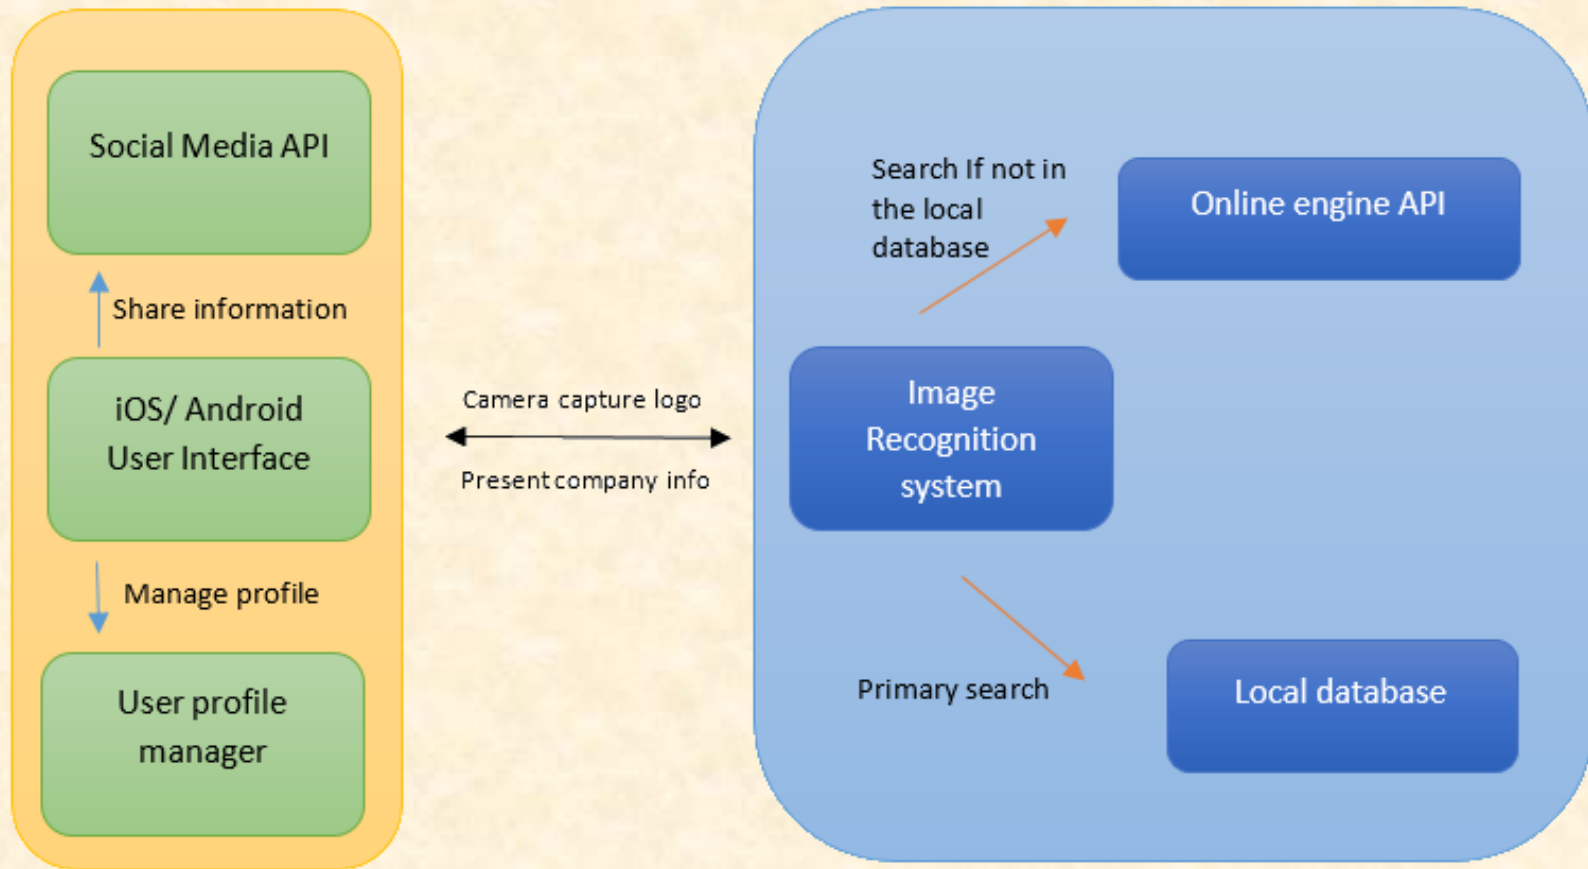 Social Media API
Share information
iOS/ Android
User Interface
Manage profile
User profile
manager
Camera capture logo
Present company info
Search If not in
the local
database
Online engine API
Image
Recognition
system
Primary search
Local database